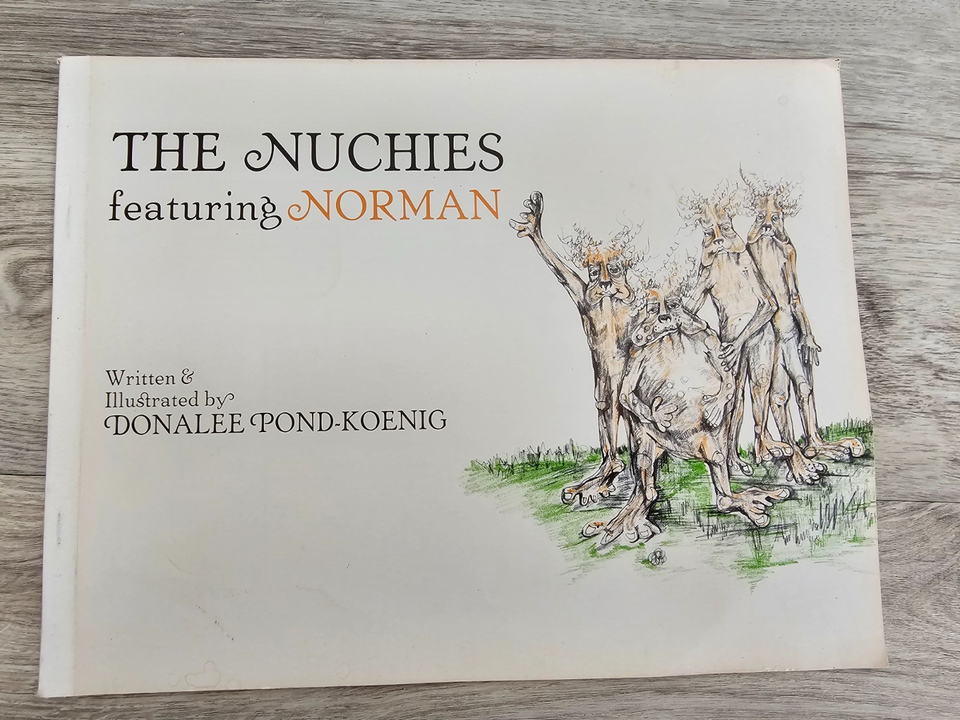 THE NUCHIES
featuring NORMAN
Written &
Illustrated by
DONALEE POND-KOENIG